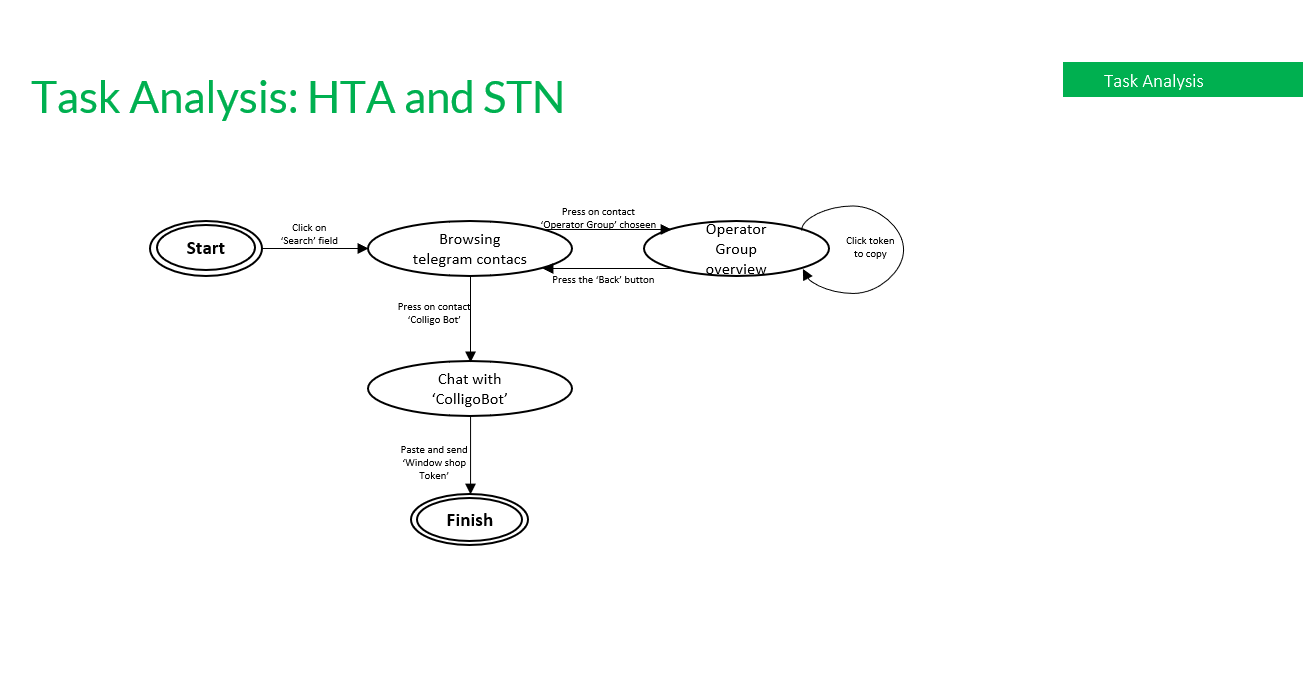 Task Analysis: HTA and STN
Task Analysis
Start
Click on
‘Search’ field
Browsing
telegram contacs
Press on contact
‘Operator Group’ choseen
Press the ‘Back’ button
Operator
Group
overview
Click token
to copy
Press on contact
‘Colligo Bot’
Chat with
‘ColligoBot’
Paste and send
‘Window shop
Token’
Finish